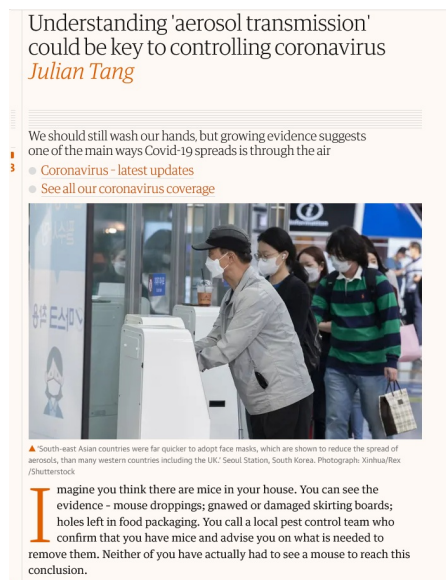 Understanding 'aerosol transmission'
could be key to controlling coronavirus
Julian Tang
We should still wash our hands, but growing evidence suggests
one of the main ways Covid-19 spreads is through the air
Coronavirus – latest updates
See all our coronavirus coverage
▲ 'South-east Asian countries were far quicker to adopt face masks, which are shown to reduce the spread of
aerosols, than many western countries including the UK.' Seoul Station, South Korea. Photograph: Xinhua/Rex
/Shutterstock
Imagine you think there are mice in your house. You can see the
evidence – mouse droppings; gnawed or damaged skirting boards;
holes left in food packaging. You call a local pest control team who
confirm that you have mice and advise you on what is needed to
remove them. Neither of you have actually had to see a mouse to reach this
conclusion.